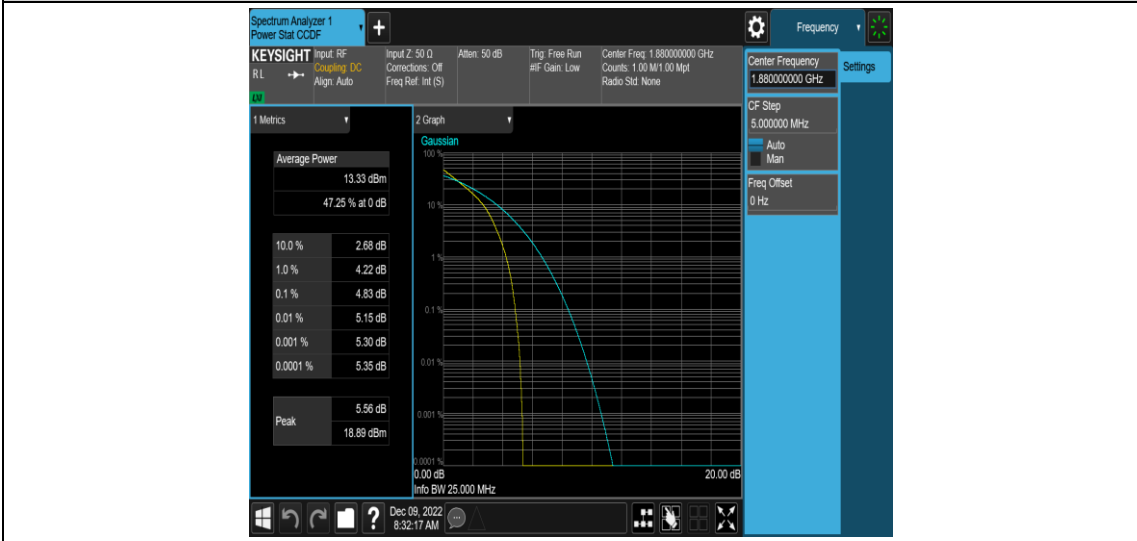 Spectrum Analyzer 1
Power Stat CCDF
Frequency
KEYSIGHT
R L
LXI
Input: RF
Coupling: DC
Align: Auto
Input Z: 50 Ω
Corrections: Off
Freq Ref: Int (S)
Atten: 50 dB
Trig: Free Run
#IF Gain: Low
Center Freq: 1.880000000 GHz
Counts: 1.00 M/1.00 Mpt
Radio Std: None
Center Frequency
1.880000000 GHz
Settings
CF Step
5.000000 MHz
Auto
Man
Freq Offset
0 Hz
1 Metrics
Average Power
13.33 dBm
47.25 % at 0 dB
10.0 % 2.68 dB
1.0 % 4.22 dB
0.1 % 4.83 dB
0.01 % 5.15 dB
0.001 % 5.30 dB
0.0001 % 5.35 dB
Peak
5.56 dB
18.89 dBm
2 Graph
Gaussian
100 %
10 %
1 %
0.1 %
0.01 %
0.001 %
0.0001 %
0.00 dB 20.00 dB
Info BW 25.000 MHz
?
Dec 09, 2022
8:32:17 AM